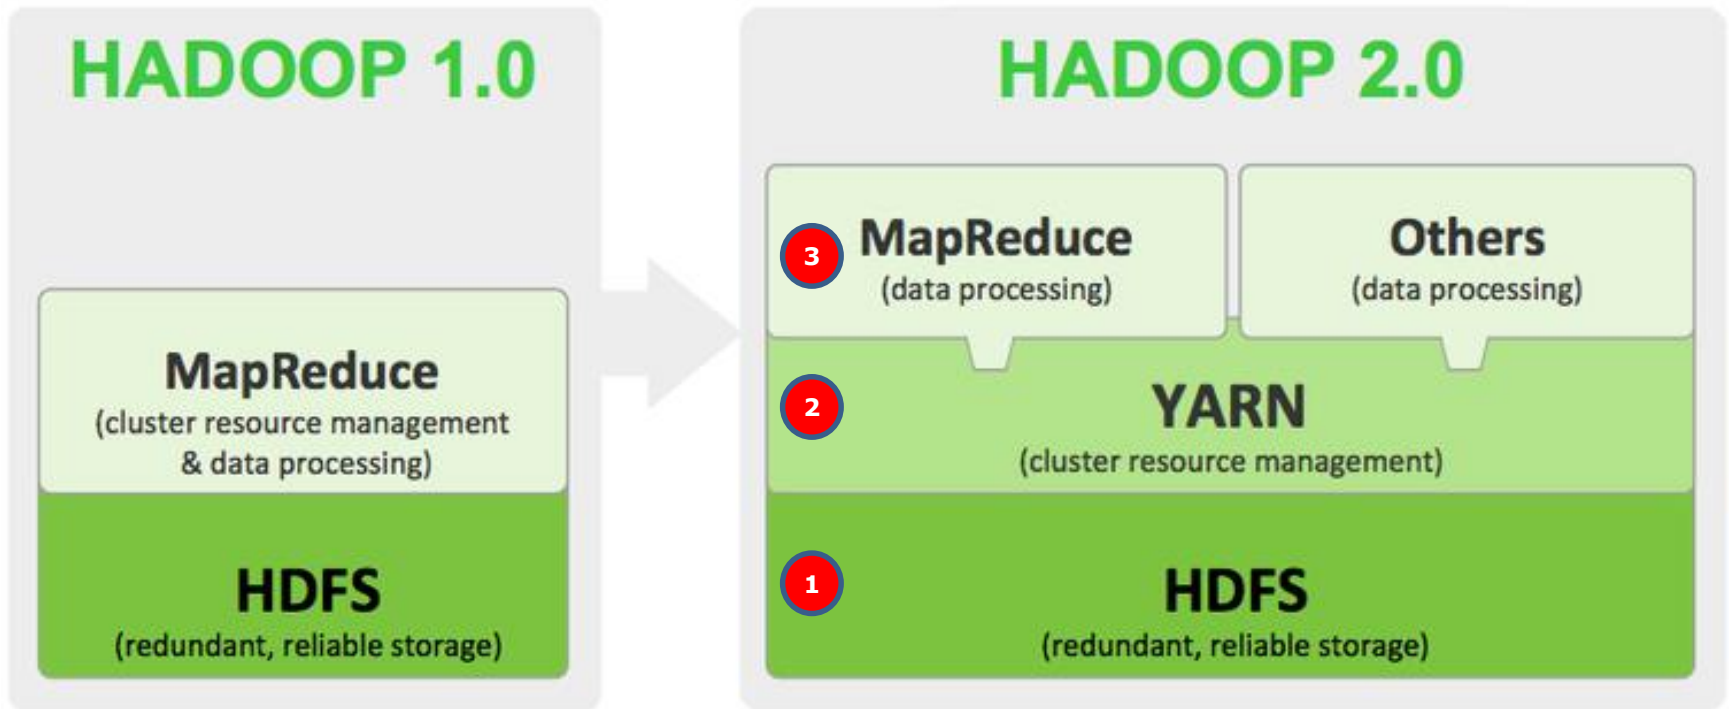 HADOOP 1.0
MapReduce
(cluster resource management
& data processing)
HDFS
(redundant, reliable storage)
HADOOP 2.0
3
MapReduce
(data processing)
Others
(data processing)
2
YARN
(cluster resource management)
1
HDFS
(redundant, reliable storage)